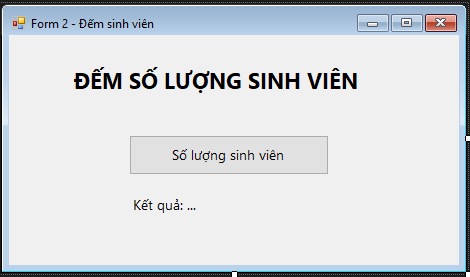 Form 2 - Đếm sinh viên
ĐẾM SỐ LƯỢNG SINH VIÊN
Số lượng sinh viên
Kết quả: ...